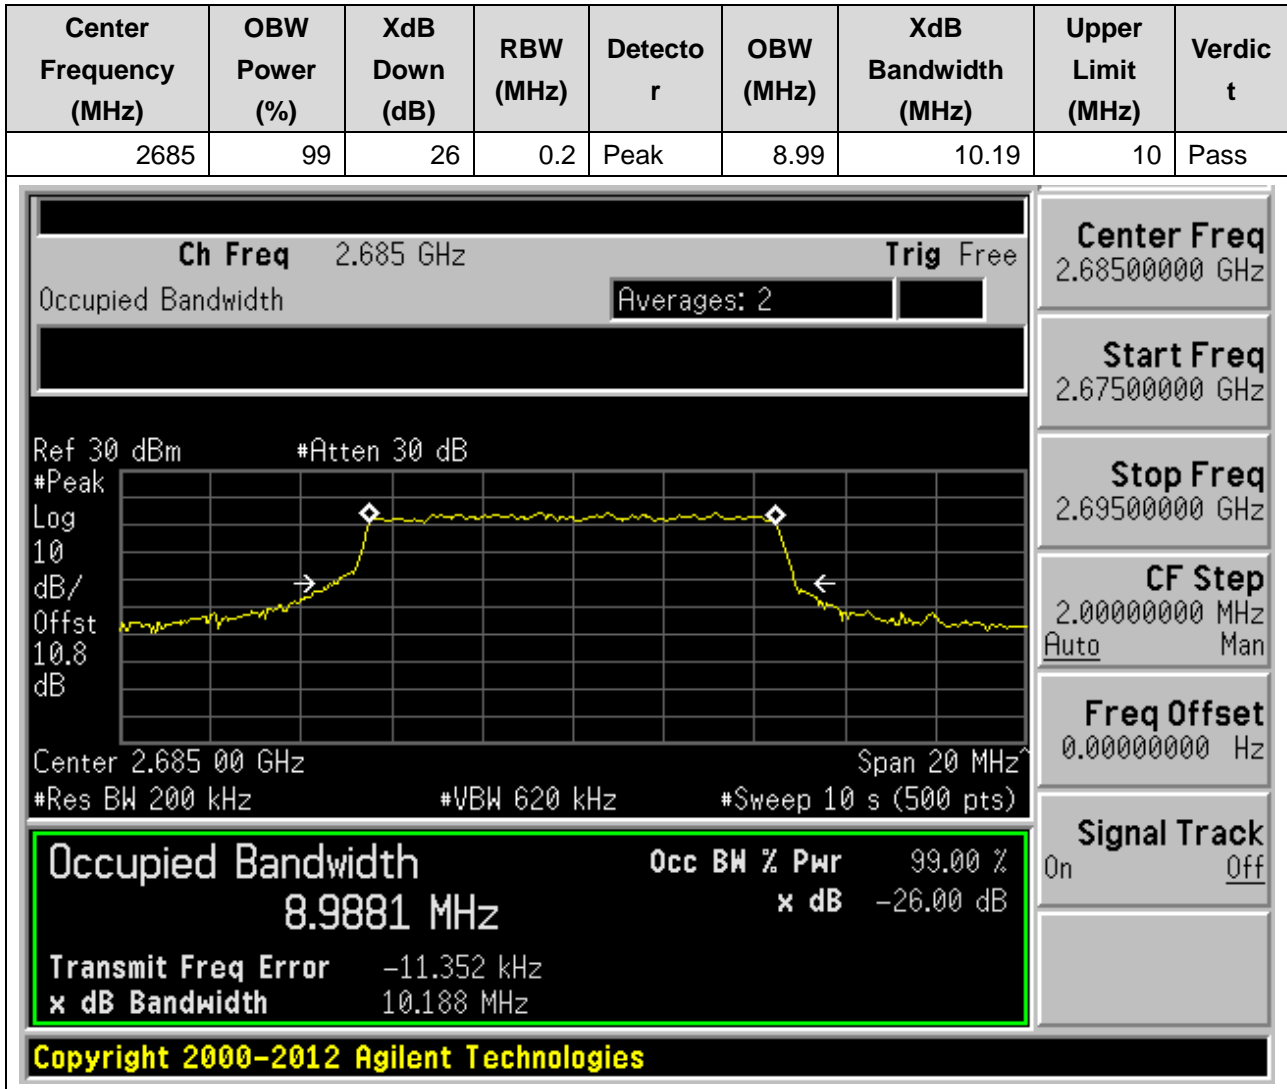 Center Frequency (MHz) OBW Power (%) XdB Down (dB) RBW (MHz) Detecto r OBW (MHz) XdB Bandwidth (MHz) Upper Limit (MHz) Verdic t
2685 99 26 0.2 Peak 8.99 10.19 10 Pass
Ch Freq 2.685 GHz Trig Free
Occupied Bandwidth Averages: 2
Ref 30 dBm #Atten 30 dB
#Peak
Log
10
dB/
Offst
10.8
dB
Center 2.685 00 GHz Span 20 MHz^
#Res BW 200 kHz #VBW 620 kHz #Sweep 10 s (500 pts)
Occupied Bandwidth Occ BW % Pwr 99.00 %
8.9881 MHz x dB -26.00 dB
Transmit Freq Error -11.352 kHz
x dB Bandwidth 10.188 MHz
Copyright 2000-2012 Agilent Technologies
Center Freq
2.68500000 GHz
Start Freq
2.67500000 GHz
Stop Freq
2.69500000 GHz
CF Step
2.00000000 MHz
Auto Man
Freq Offset
0.00000000 Hz
Signal Track
On Off